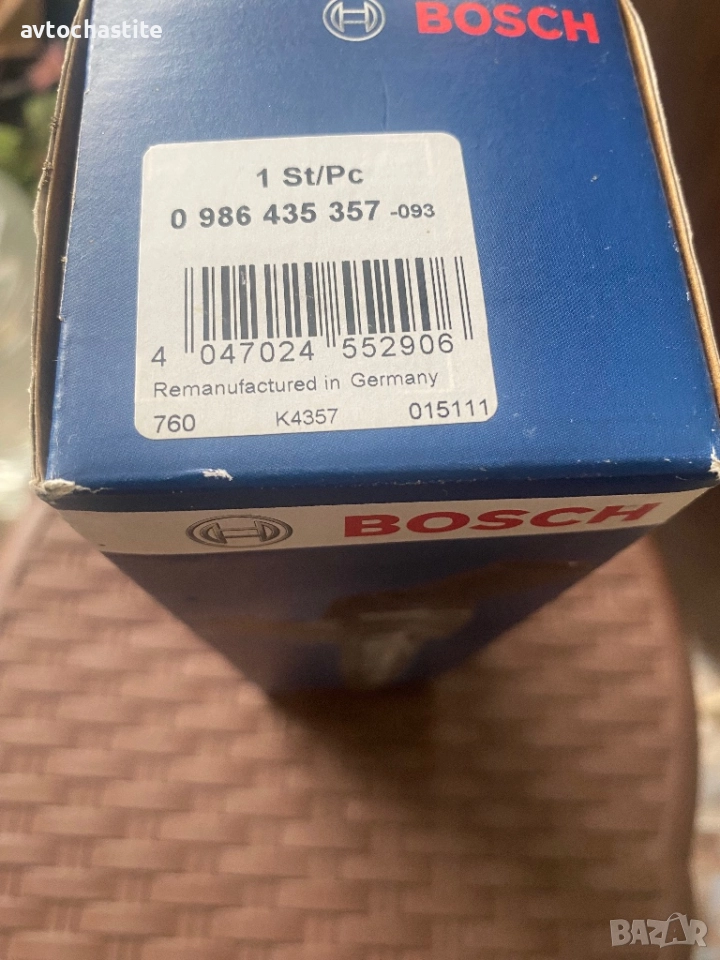 avtochastite
BOSCH
1 St/Pc
0 986 435 357 -093
4 047024 552906
Remanufactured in Germany
760 K4357 015111
BOSCH
BAZAR